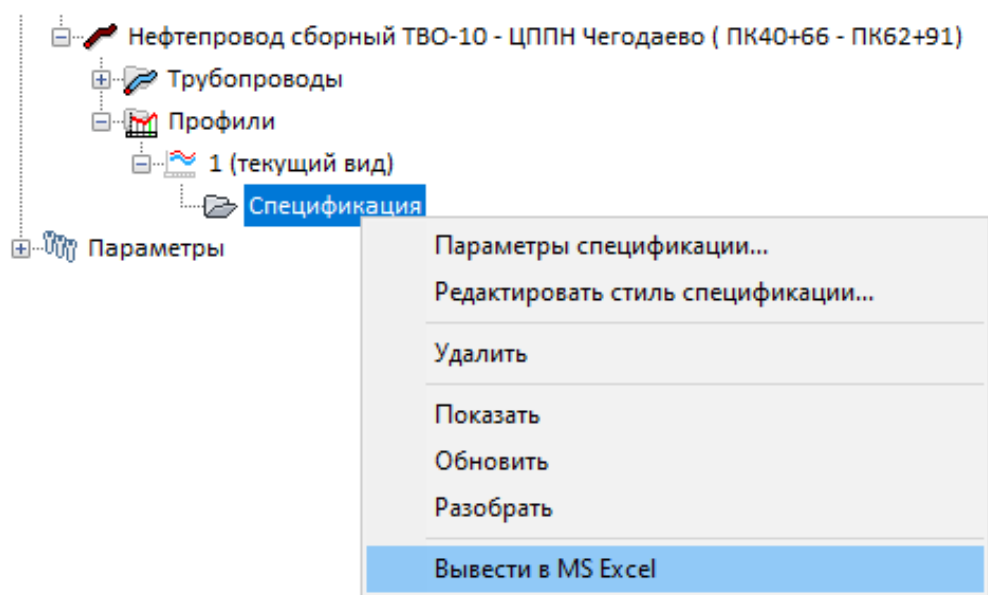 Нефтепровод сборный ТВО-10 - ЦППН Чегодаево ( ПК40+66 - ПК62+91)
Трубопроводы
Профили
1 (текущий вид)
Спецификация
Параметры
Параметры спецификации...
Редактировать стиль спецификации...
Удалить
Показать
Обновить
Разобрать
Вывести в MS Excel